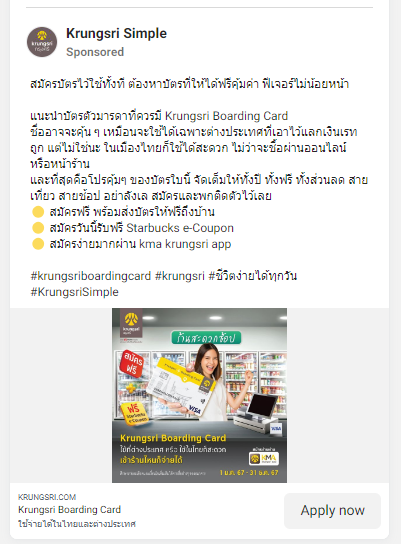 Krungsri Simple
Sponsored
สมัครบัตรไว้ใช้ทั้งที ต้องหาบัตรที่ให้ได้ฟรีคุ้มค่า ฟีเจอร์ไม่น้อยหน้า
แนะนำบัตรตัวมารดาที่ควรมี Krungsri Boarding Card
ชื่ออาจจะคุ้น ๆ เหมือนจะใช้ได้เฉพาะต่างประเทศที่เอาไว้แลกเงินเรท
ถูก แต่ไม่ใช่นะ ในเมืองไทยก็ใช้ได้สะดวก ไม่ว่าจะซื้อผ่านออนไลน์
หรือหน้าร้าน
และที่สุดคือโปรคุ้มๆ ของบัตรใบนี้ จัดเต็มให้ทั้งปี ทั้งฟรี ทั้งส่วนลด สาย
เที่ยว สายช้อป อย่าลังเล สมัครและพกติดตัวไว้เลย
สมัครฟรี พร้อมส่งบัตรให้ฟรีถึงบ้าน
สมัครวันนี้รับฟรี Starbucks e-Coupon
สมัครง่ายมากผ่าน kma krungsri app
#krungsriboardingcard #krungsri #ชีวิตง่ายได้ทุกวัน
#KrungsriSimple
krungsri
กรุงศรี
ร้านสะดวกช้อป
สมัครฟรี
ฟรี
Starbucks
e-Coupon
VISA
VISA
Krungsri Boarding Card
ใช้ที่ต่างประเทศ หรือ ใช้ในไทยก็สะดวก
เข้าร้านไหนก็จ่ายได้
KMA
1 ม.ค. 67 - 31 ต.ค. 67
KRUNGSRI.COM
Krungsri Boarding Card
ใช้จ่ายได้ในไทยและต่างประเทศ
Apply now